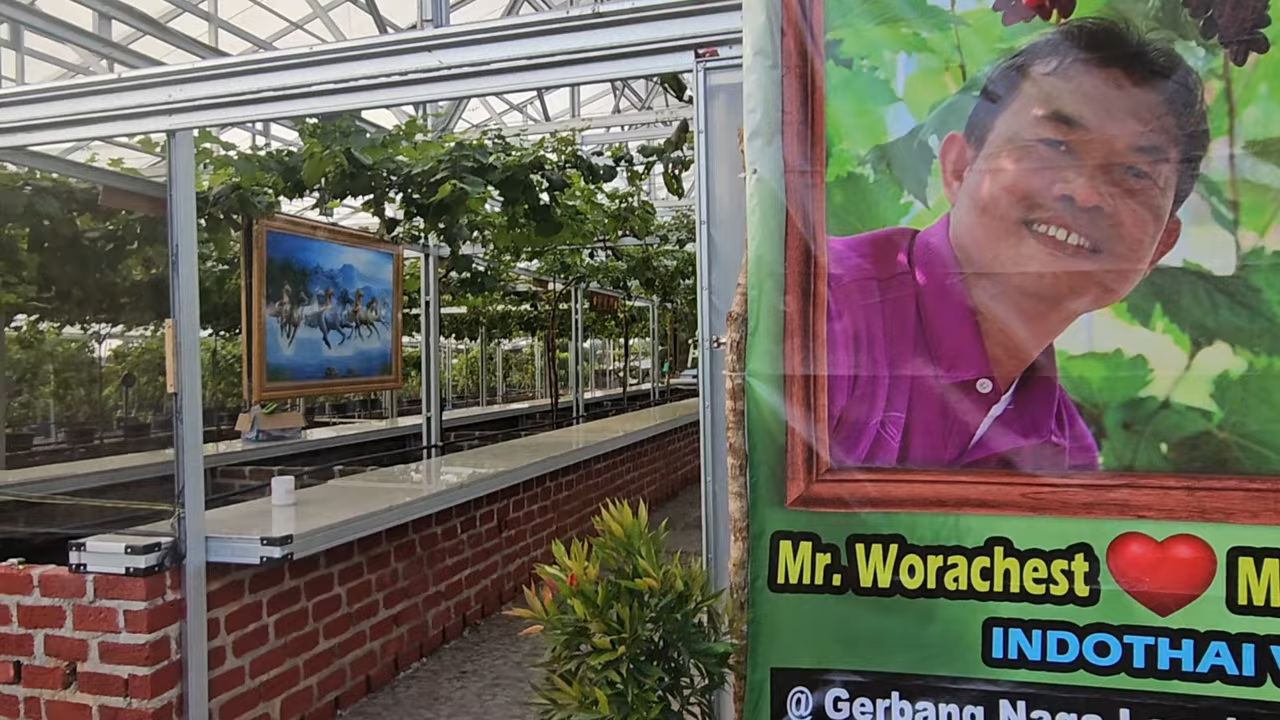 Mr. Worachest ❤ M
INDOTHAI V
@ Gerbang Naga